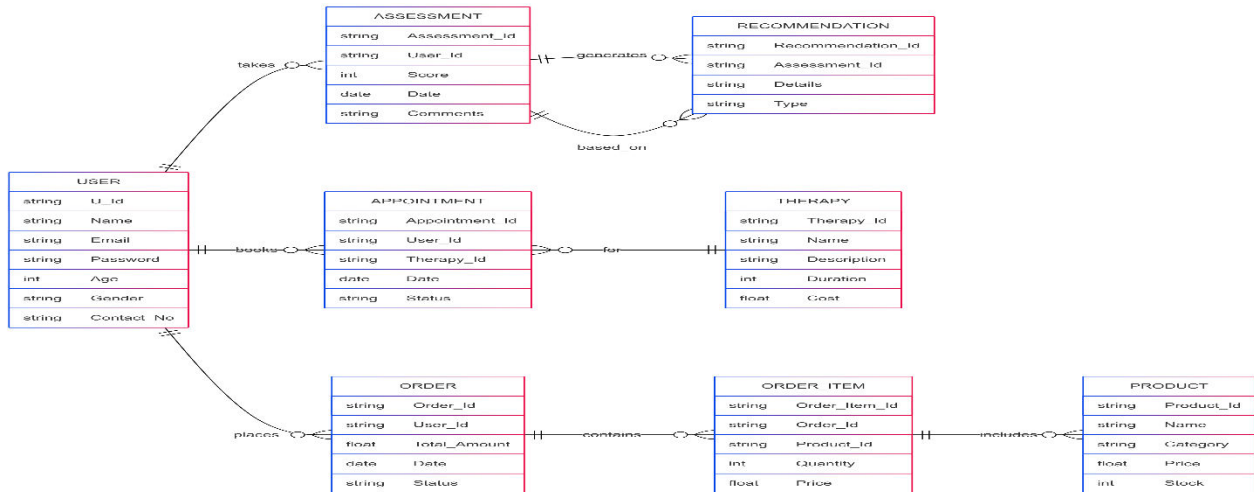 ASSESSMENT
string Assessment_Id
string User_Id
int Score
date Date
string Comments
RECOMMENDATION
string Recommendation_Id
string Assessment_Id
string Details
string Type
takes
generates
based on
USER
string U_Id
string Name
string Email
string Password
int Age
string Gender
string Contact_No
books
APPOINTMENT
string Appointment_Id
string User_Id
string Therapy_Id
date Date
string Status
for
THERAPY
string Therapy_Id
string Name
string Description
int Duration
float Cost
places
ORDER
string Order_Id
string User_Id
float Total_Amount
date Date
string Status
contains
ORDER_ITEM
string Order_Item_Id
string Order_Id
string Product_Id
int Quantity
float Price
includes
PRODUCT
string Product_Id
string Name
string Category
float Price
int Stock